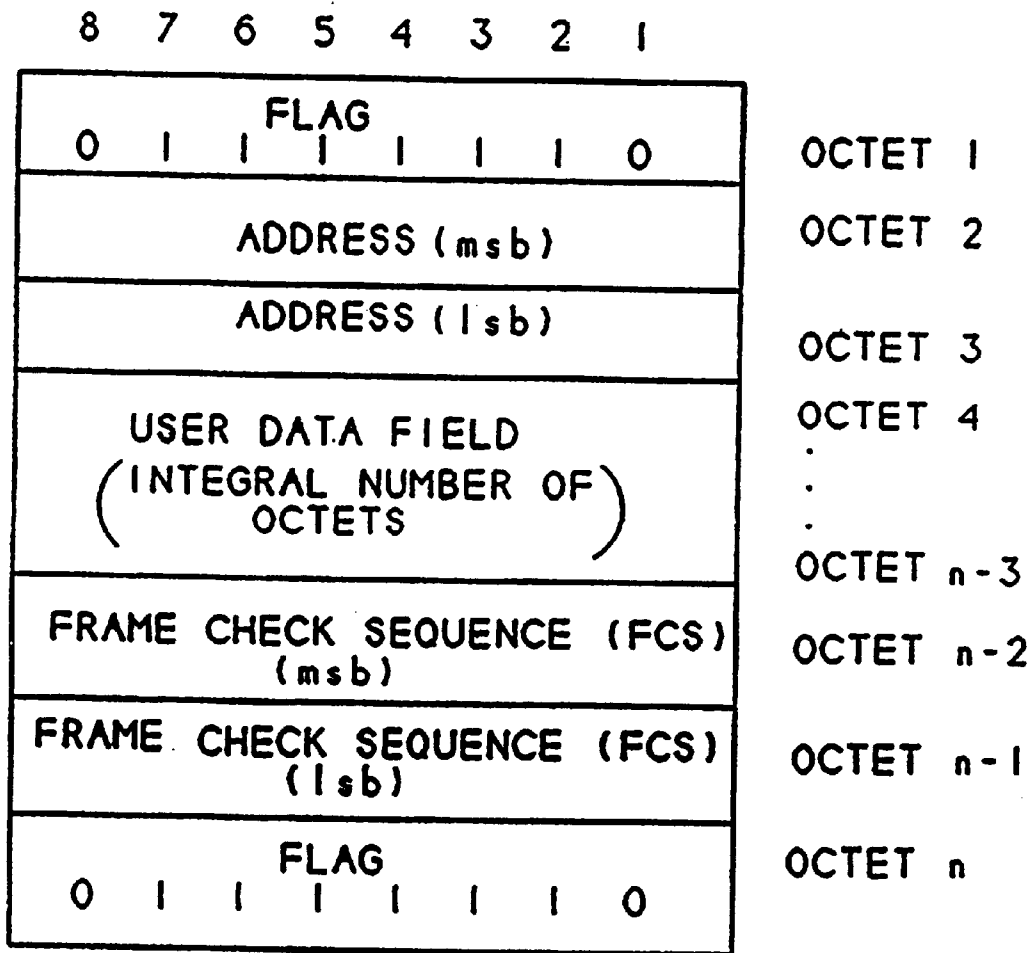 8 7 6 5 4 3 2 1
FLAG
0 1 1 1 1 1 1 0 OCTET 1
ADDRESS (msb) OCTET 2
ADDRESS (lsb)
OCTET 3
USER DATA FIELD OCTET 4
(INTEGRAL NUMBER OF
OCTETS)
.
.
.
OCTET n-3
FRAME CHECK SEQUENCE (FCS)
(msb) OCTET n-2
FRAME CHECK SEQUENCE (FCS)
(lsb) OCTET n-1
FLAG OCTET n
0 1 1 1 1 1 1 0